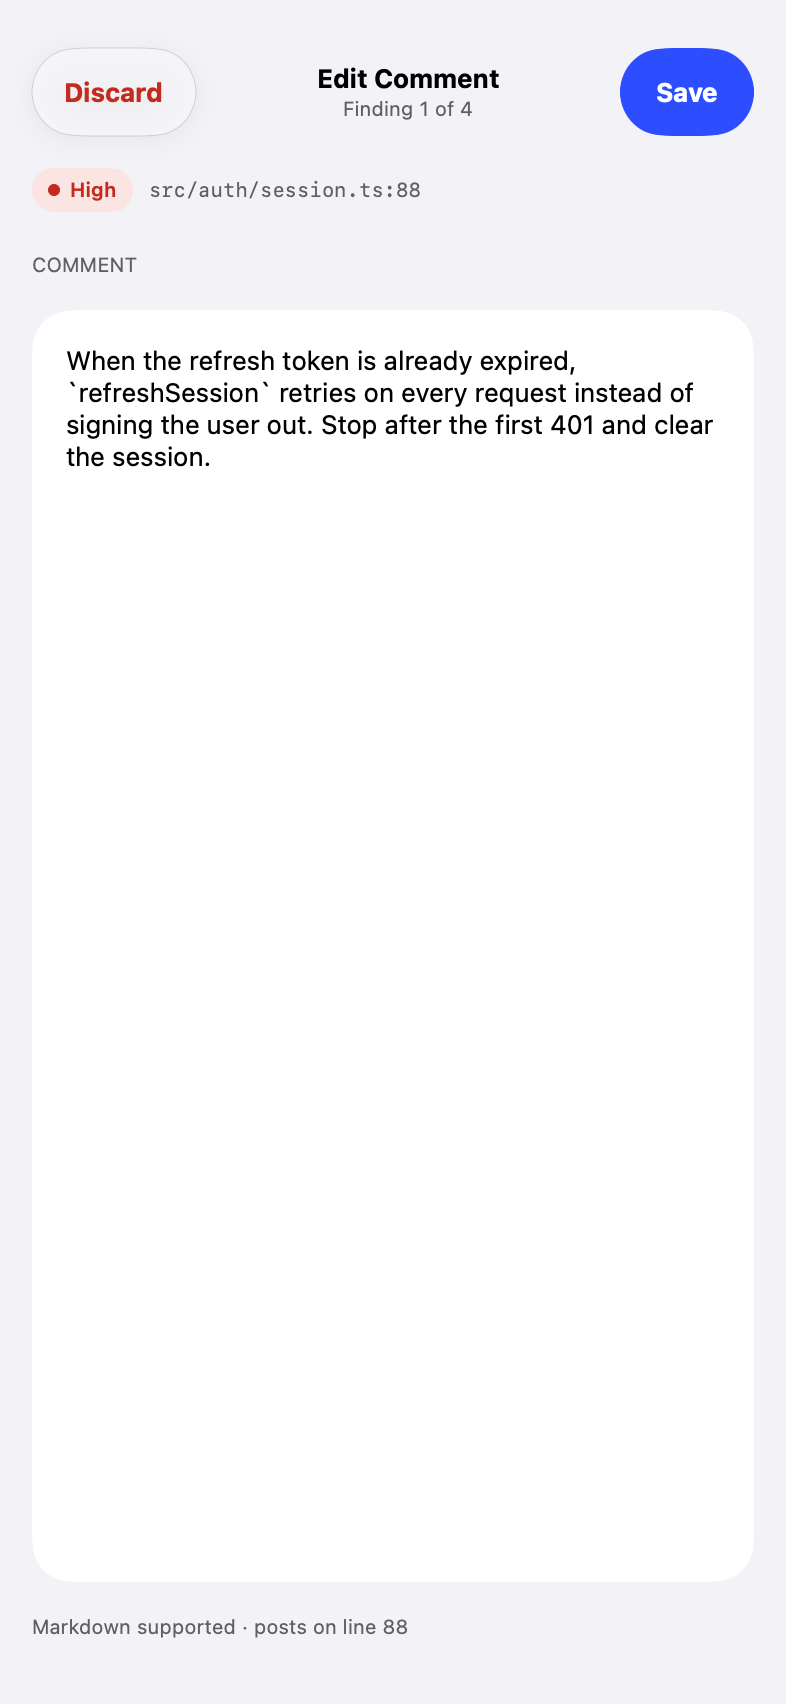 Discard
Edit Comment
Save
Finding 1 of 4
High
src/auth/session.ts:88
COMMENT
When the refresh token is already expired,
`refreshSession` retries on every request instead of
signing the user out. Stop after the first 401 and clear
the session.
Markdown supported · posts on line 88